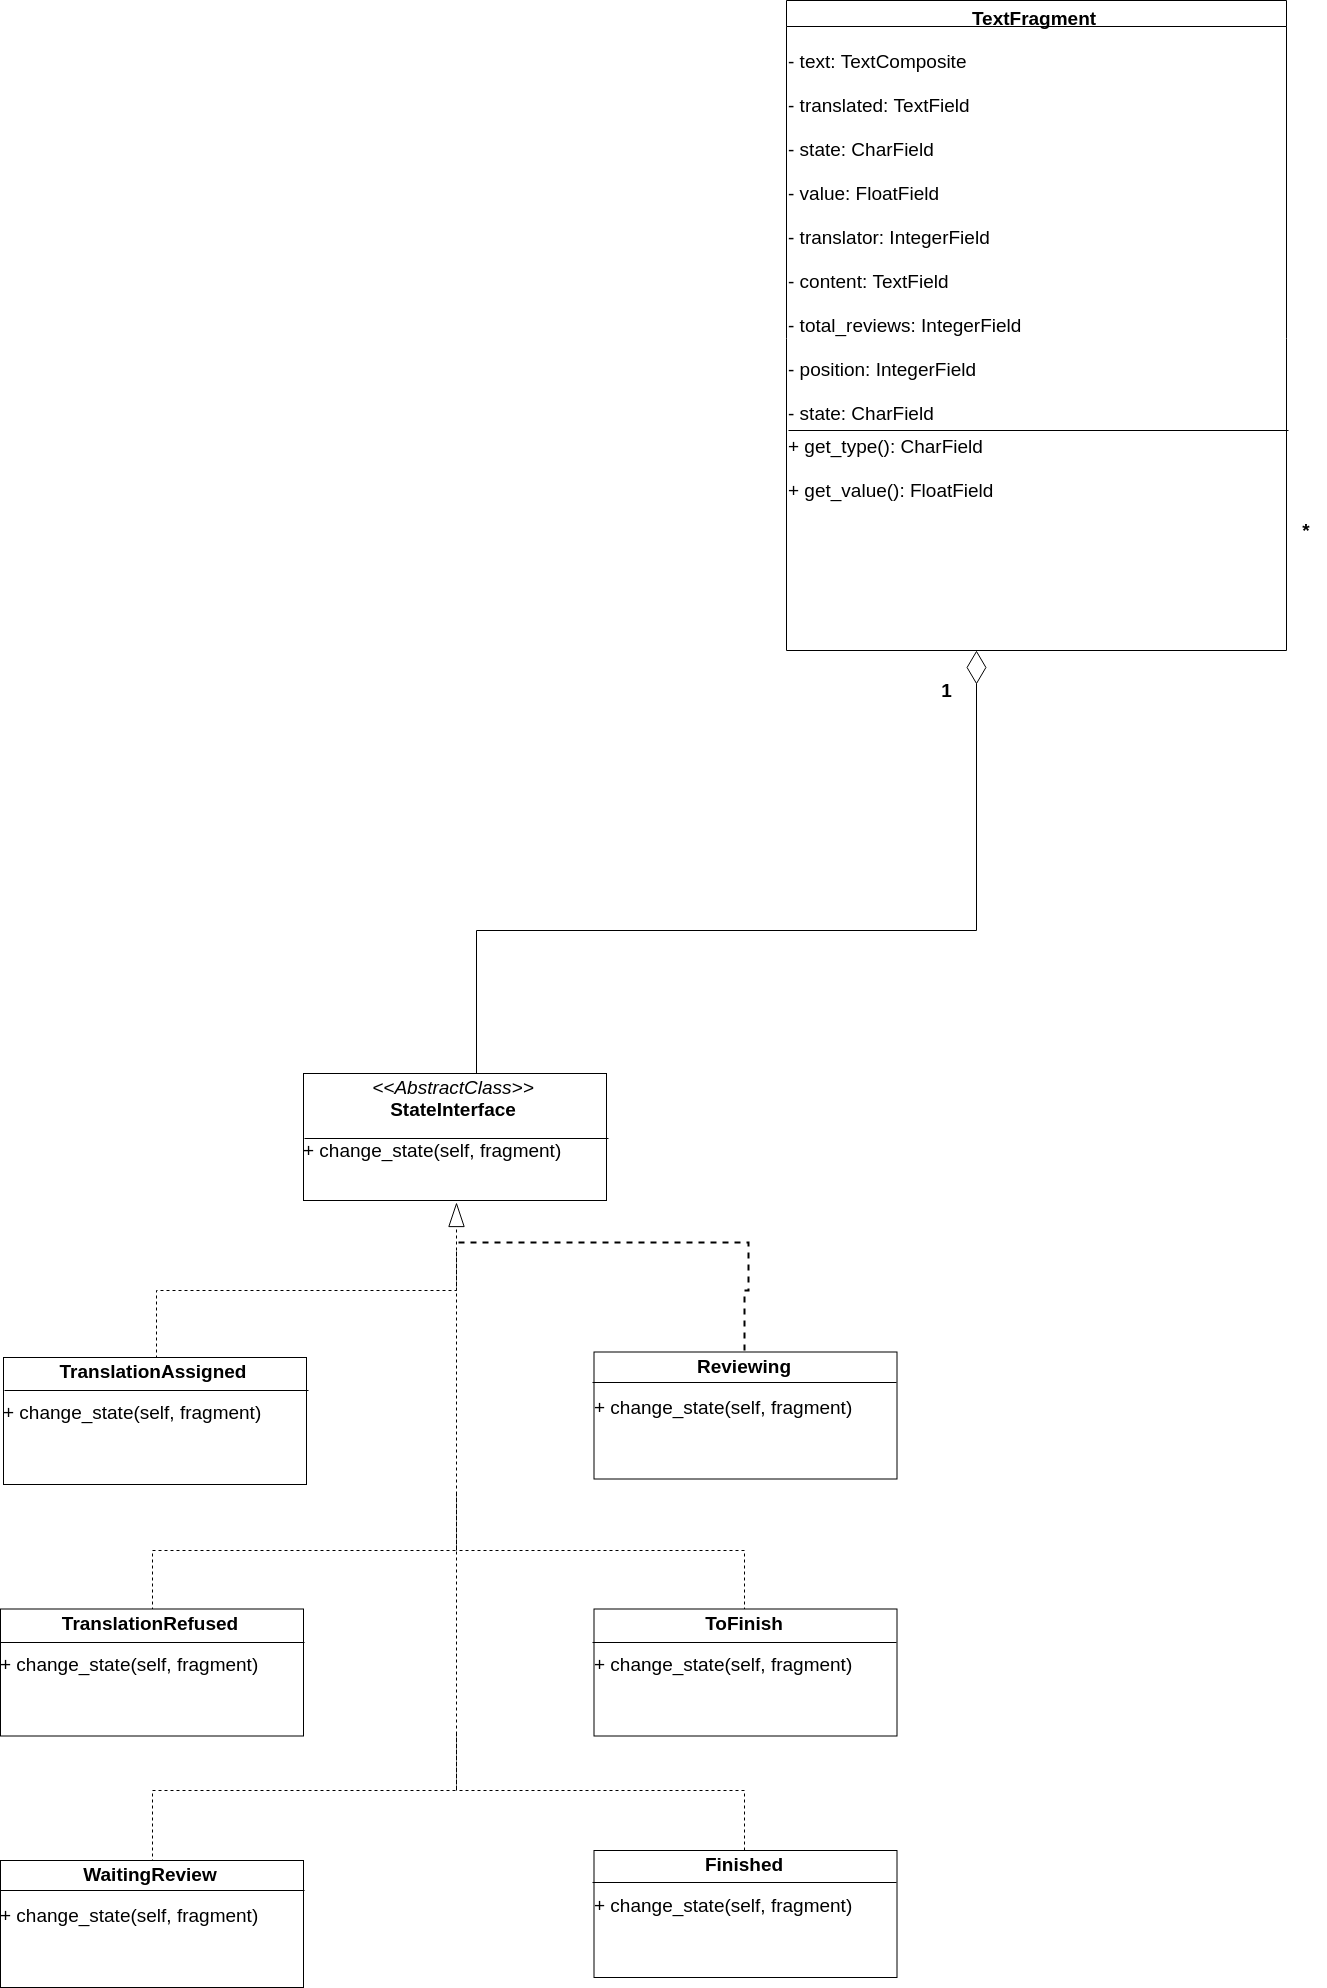 TextFragment
- text: TextComposite
- translated: TextField
- state: CharField
- value: FloatField
- translator: IntegerField
- content: TextField
- total_reviews: IntegerField
- position: IntegerField
- state: CharField
+ get_type(): CharField
+ get_value(): FloatField
*
1
<<AbstractClass>>
StateInterface
+ change_state(self, fragment)
TranslationAssigned
+ change_state(self, fragment)
Reviewing
+ change_state(self, fragment)
TranslationRefused
+ change_state(self, fragment)
ToFinish
+ change_state(self, fragment)
WaitingReview
+ change_state(self, fragment)
Finished
+ change_state(self, fragment)